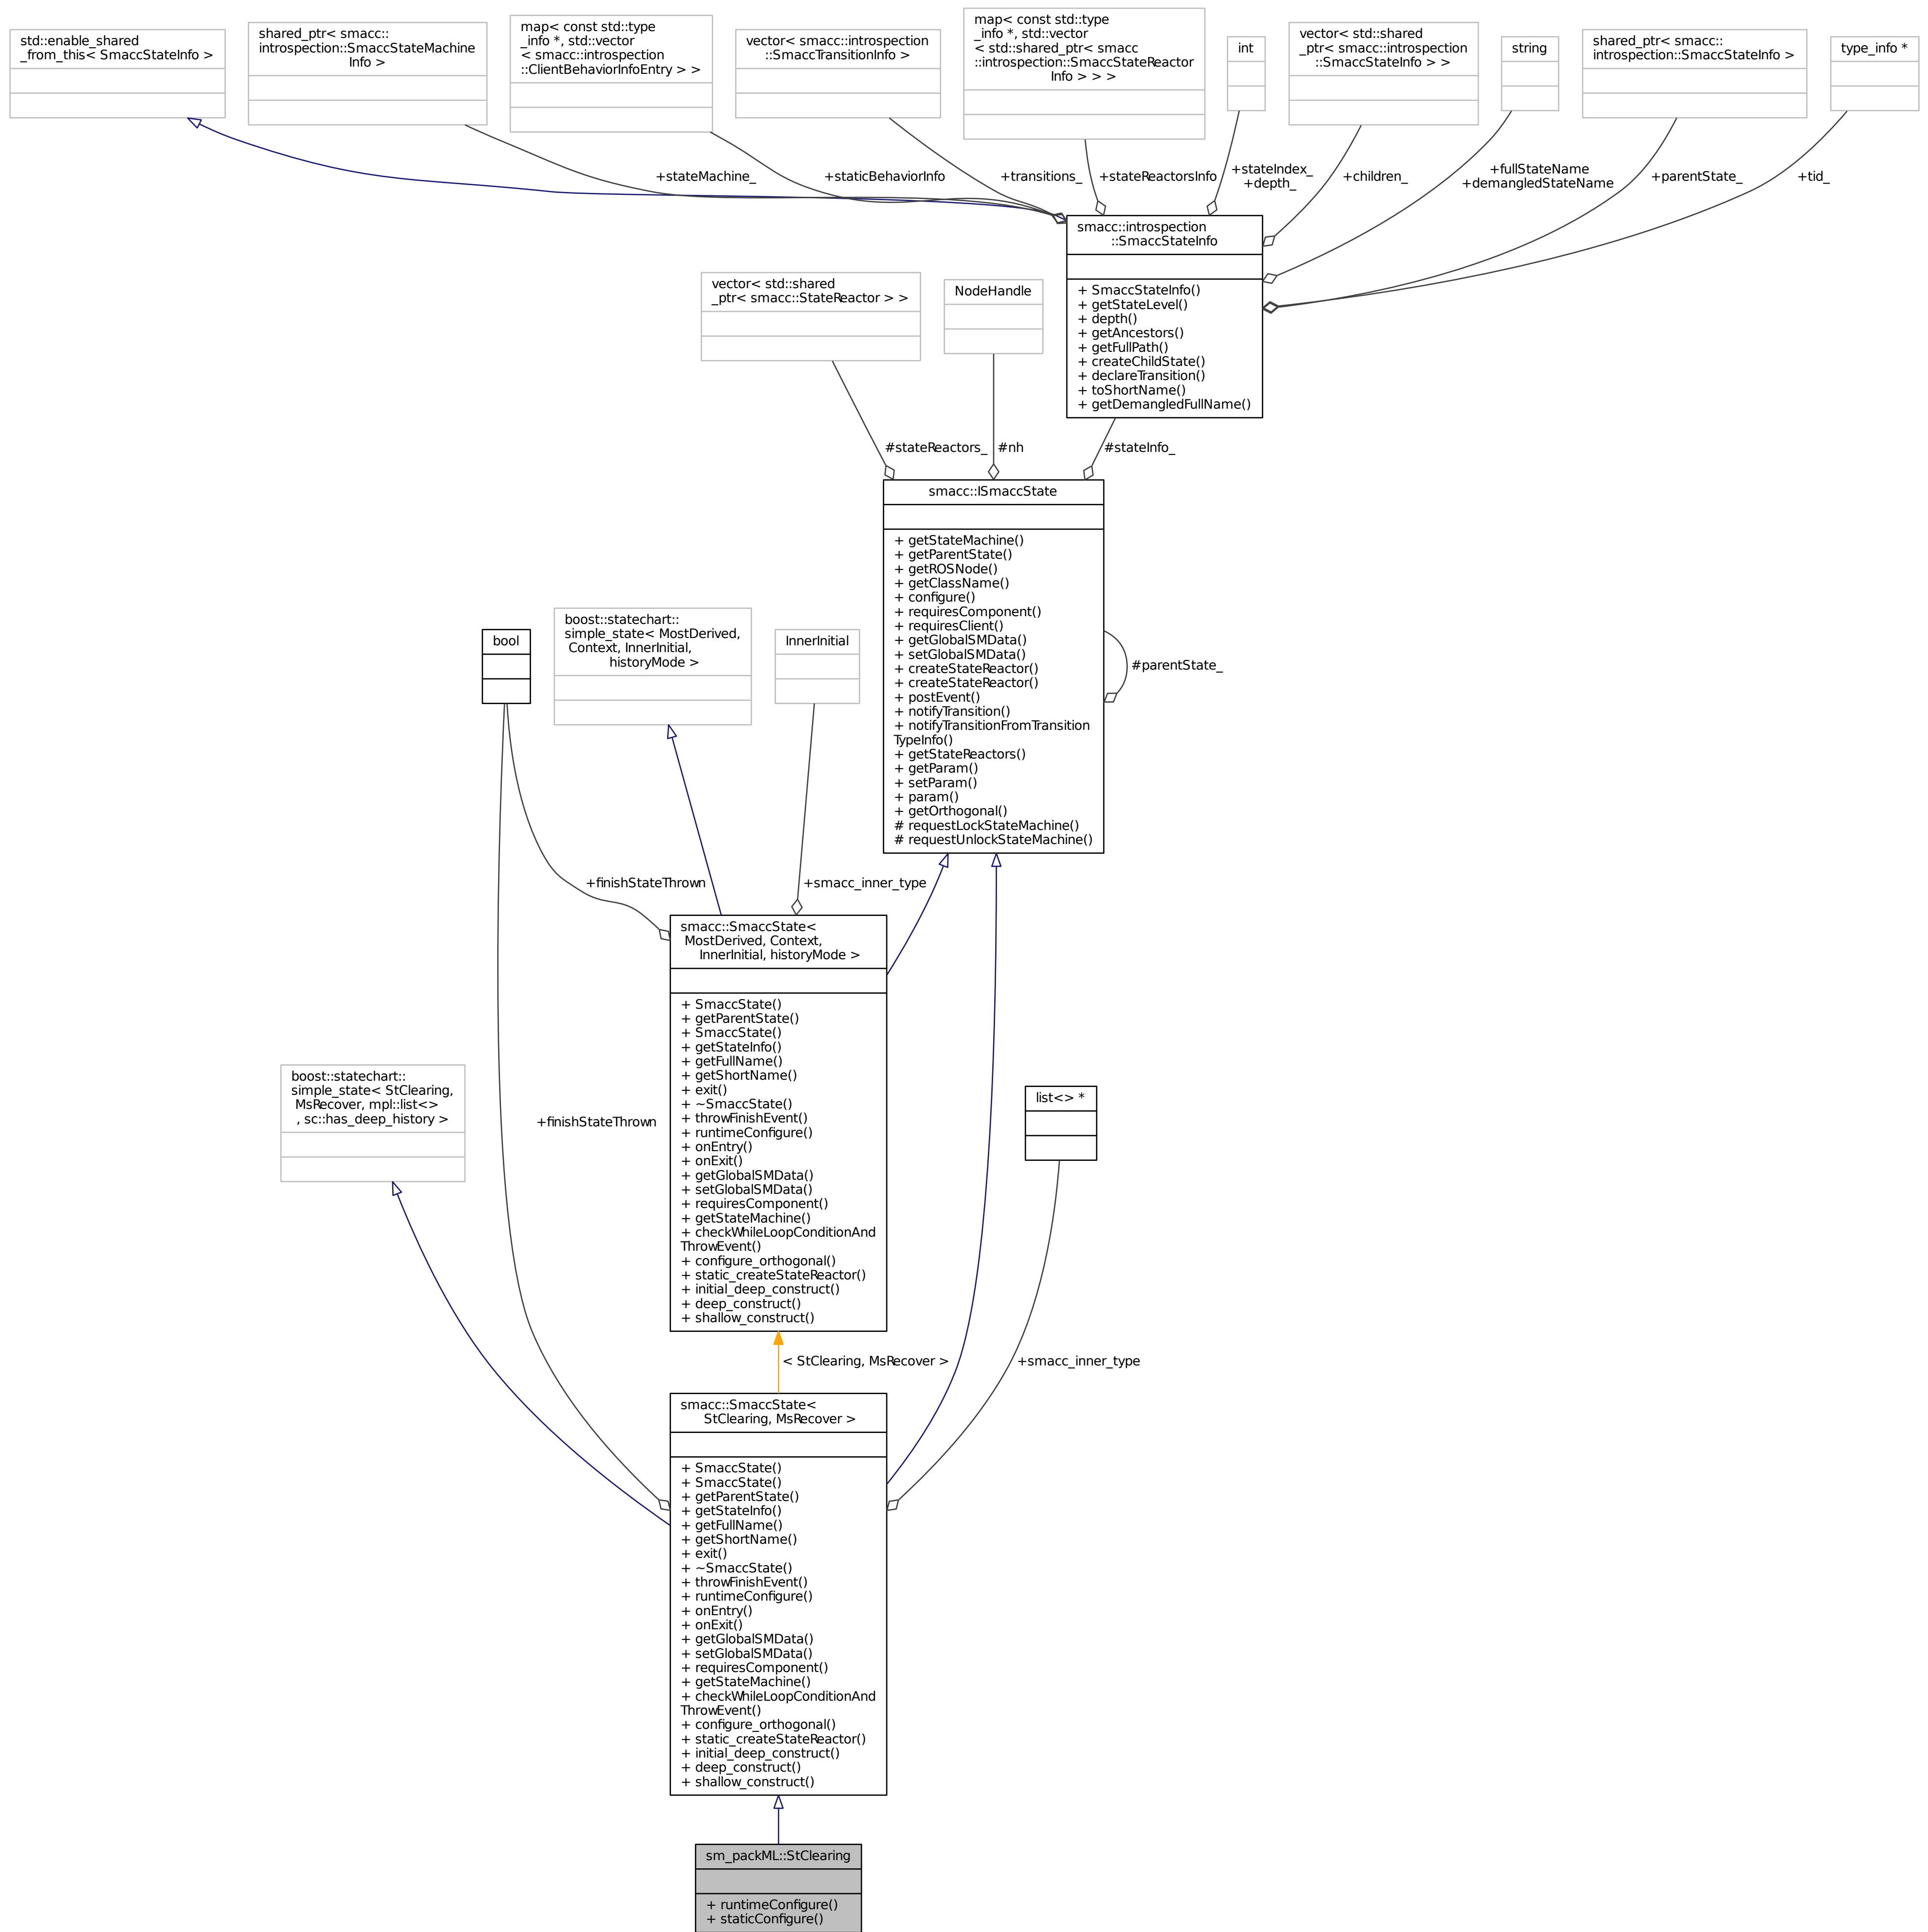 std::enable_shared
_from_this< SmaccStateInfo >
shared_ptr< smacc::
introspection::SmaccStateMachine
Info >
map< const std::type
_info *, std::vector
< smacc::introspection
::ClientBehaviorInfoEntry > >
vector< smacc::introspection
::SmaccTransitionInfo >
map< const std::type
_info *, std::vector
< std::shared_ptr< smacc
::introspection::SmaccStateReactor
Info > > >
int
vector< std::shared
_ptr< smacc::introspection
::SmaccStateInfo > >
string
shared_ptr< smacc::
introspection::SmaccStateInfo >
type_info *
+stateMachine_
+staticBehaviorInfo
+transitions_
+stateReactorsInfo
+stateIndex_
+depth_
+children_
+fullStateName
+demangledStateName
+parentState_
+tid_
smacc::introspection
::SmaccStateInfo
+ SmaccStateInfo()
+ getStateLevel()
+ depth()
+ getAncestors()
+ getFullPath()
+ createChildState()
+ declareTransition()
+ toShortName()
+ getDemangledFullName()
vector< std::shared
_ptr< smacc::StateReactor > >
NodeHandle
#stateReactors_
#nh
#stateInfo_
smacc::ISmaccState
+ getStateMachine()
+ getParentState()
+ getROSNode()
+ getClassName()
+ configure()
+ requiresComponent()
+ requiresClient()
+ getGlobalSMData()
+ setGlobalSMData()
+ createStateReactor()
+ createStateReactor()
+ postEvent()
+ notifyTransition()
+ notifyTransitionFromTransition
TypeInfo()
+ getStateReactors()
+ getParam()
+ setParam()
+ param()
+ getOrthogonal()
# requestLockStateMachine()
# requestUnlockStateMachine()
#parentState_
bool
boost::statechart::
simple_state< MostDerived,
Context, InnerInitial,
historyMode >
InnerInitial
+finishStateThrown
+smacc_inner_type
smacc::SmaccState<
MostDerived, Context,
InnerInitial, historyMode >
+ SmaccState()
+ getParentState()
+ SmaccState()
+ getStateInfo()
+ getFullName()
+ getShortName()
+ exit()
+ ~SmaccState()
+ throwFinishEvent()
+ runtimeConfigure()
+ onEntry()
+ onExit()
+ getGlobalSMData()
+ setGlobalSMData()
+ requiresComponent()
+ getStateMachine()
+ checkWhileLoopConditionAnd
ThrowEvent()
+ configure_orthogonal()
+ static_createStateReactor()
+ initial_deep_construct()
+ deep_construct()
+ shallow_construct()
boost::statechart::
simple_state< StClearing,
MsRecover, mpl::list<>
, sc::has_deep_history >
+finishStateThrown
list<> *
< StClearing, MsRecover >
+smacc_inner_type
smacc::SmaccState<
StClearing, MsRecover >
+ SmaccState()
+ SmaccState()
+ getParentState()
+ getStateInfo()
+ getFullName()
+ getShortName()
+ exit()
+ ~SmaccState()
+ throwFinishEvent()
+ runtimeConfigure()
+ onEntry()
+ onExit()
+ getGlobalSMData()
+ setGlobalSMData()
+ requiresComponent()
+ getStateMachine()
+ checkWhileLoopConditionAnd
ThrowEvent()
+ configure_orthogonal()
+ static_createStateReactor()
+ initial_deep_construct()
+ deep_construct()
+ shallow_construct()
sm_packML::StClearing
+ runtimeConfigure()
+ staticConfigure()